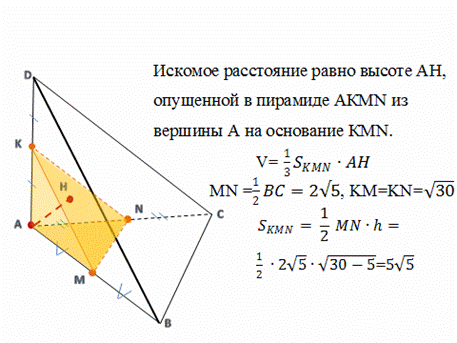 Искомое расстояние равно высоте АН,
опущенной в пирамиде AKMN из
вершины А на основание KMN.
V= 1/3 S_KMN · AH
MN = 1/2 BC = 2√5, KM=KN=√30
S_KMN = 1/2 MN · h =
1/2 · 2√5 · √(30 − 5)=5√5
D
K
H
N
A
C
M
B